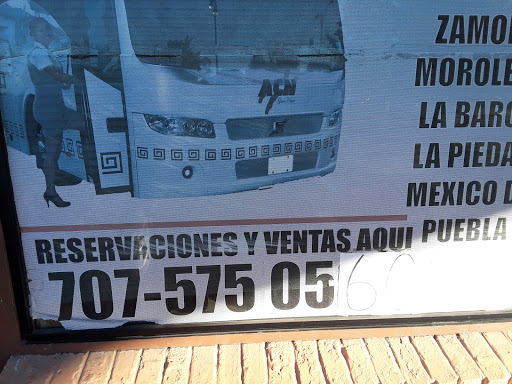 ACN
ZAMO
MOROLE
LA BARC
LA PIEDA
MEXICO D
PUEBLA
RESERVACIONES Y VENTAS AQUI
707-575 05